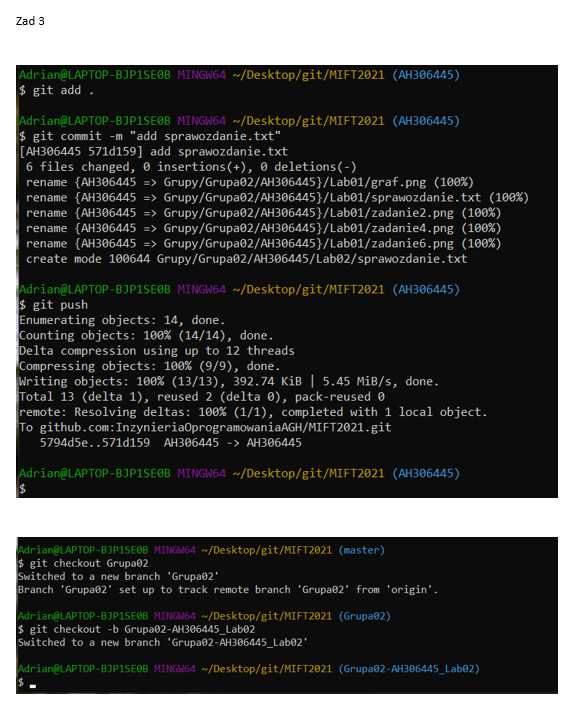 Zad 3
Adrian@LAPTOP-BJP1SE0B MINGW64 ~/Desktop/git/MIFT2021 (AH306445)
$ git add .
Adrian@LAPTOP-BJP1SE0B MINGW64 ~/Desktop/git/MIFT2021 (AH306445)
$ git commit -m "add sprawozdanie.txt"
[AH306445 571d159] add sprawozdanie.txt
6 files changed, 0 insertions(+), 0 deletions(-)
rename {AH306445 => Grupy/Grupa02/AH306445}/Lab01/graf.png (100%)
rename {AH306445 => Grupy/Grupa02/AH306445}/Lab01/sprawozdanie.txt (100%)
rename {AH306445 => Grupy/Grupa02/AH306445}/Lab01/zadanie2.png (100%)
rename {AH306445 => Grupy/Grupa02/AH306445}/Lab01/zadanie4.png (100%)
rename {AH306445 => Grupy/Grupa02/AH306445}/Lab01/zadanie6.png (100%)
create mode 100644 Grupy/Grupa02/AH306445/Lab02/sprawozdanie.txt
Adrian@LAPTOP-BJP1SE0B MINGW64 ~/Desktop/git/MIFT2021 (AH306445)
$ git push
Enumerating objects: 14, done.
Counting objects: 100% (14/14), done.
Delta compression using up to 12 threads
Compressing objects: 100% (9/9), done.
Writing objects: 100% (13/13), 392.74 KiB | 5.45 MiB/s, done.
Total 13 (delta 1), reused 2 (delta 0), pack-reused 0
remote: Resolving deltas: 100% (1/1), completed with 1 local object.
To github.com:InzynieriaOprogramowaniaAGH/MIFT2021.git
5794d5e..571d159 AH306445 -> AH306445
Adrian@LAPTOP-BJP1SE0B MINGW64 ~/Desktop/git/MIFT2021 (AH306445)
$
Adrian@LAPTOP-BJP1SE0B MINGW64 ~/Desktop/git/MIFT2021 (master)
$ git checkout Grupa02
Switched to a new branch 'Grupa02'
Branch 'Grupa02' set up to track remote branch 'Grupa02' from 'origin'.
Adrian@LAPTOP-BJP1SE0B MINGW64 ~/Desktop/git/MIFT2021 (Grupa02)
$ git checkout -b Grupa02-AH306445_Lab02
Switched to a new branch 'Grupa02-AH306445_Lab02'
Adrian@LAPTOP-BJP1SE0B MINGW64 ~/Desktop/git/MIFT2021 (Grupa02-AH306445_Lab02)
$